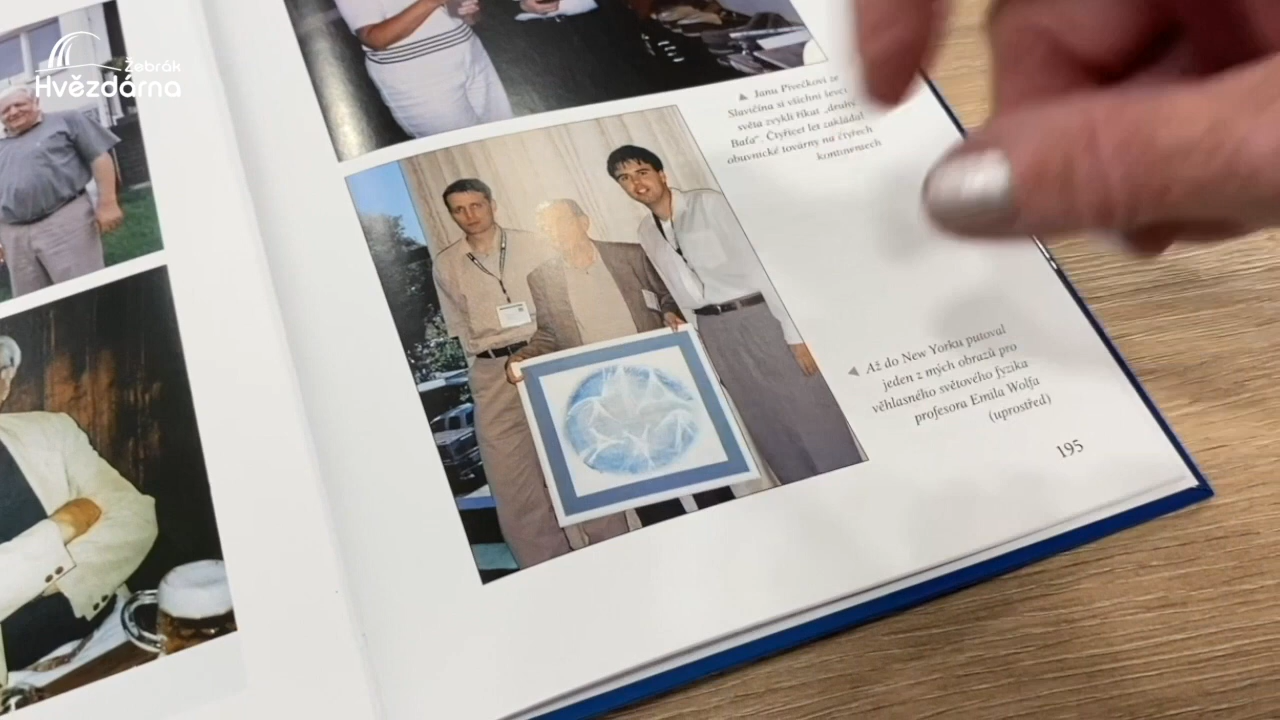 Žebrák
Hvězdárna
▲ Janu Pivečkovi ze
Slavičína si všichni ševci
světa zvykli říkat „druhý
Baťa“. Čtyřicet let zakládal
obuvnické továrny na čtyřech
kontinentech
◄ Až do New Yorku putoval
jeden z mých obrazů pro
věhlasného světového fyzika
profesora Emila Wolfa
(uprostřed)
195